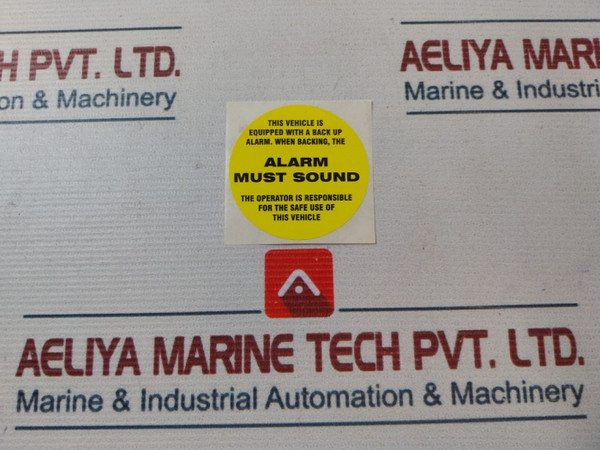 H PVT. LTD.
on & Machinery
AELIYA MARI
Marine & Industri
THIS VEHICLE IS
EQUIPPED WITH A BACK UP
ALARM. WHEN BACKING, THE
ALARM
MUST SOUND
THE OPERATOR IS RESPONSIBLE
FOR THE SAFE USE OF
THIS VEHICLE
AELIYA MARINE TECH PVT. LTD.
Marine & Industrial Automation & Machinery